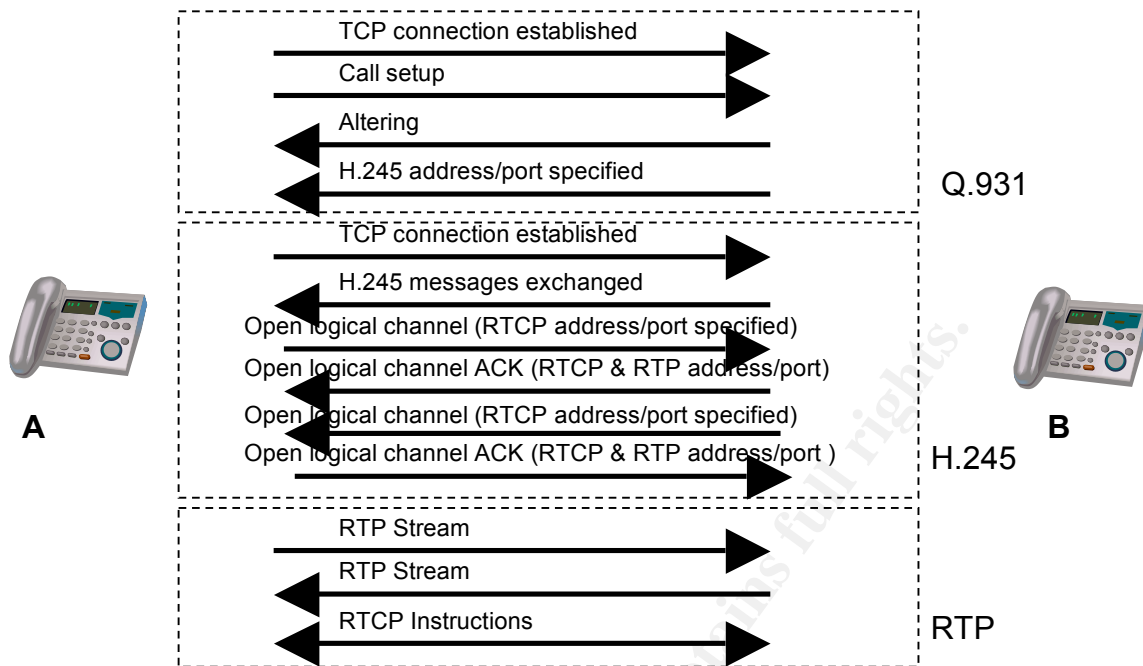 TCP connection established
Call setup
Altering
H.245 address/port specified
Q.931
TCP connection established
H.245 messages exchanged
Open logical channel (RTCP address/port specified)
Open logical channel ACK (RTCP & RTP address/port)
Open logical channel (RTCP address/port specified)
Open logical channel ACK (RTCP & RTP address/port )
A
B
H.245
RTP Stream
RTP Stream
RTCP Instructions
RTP
full rights.